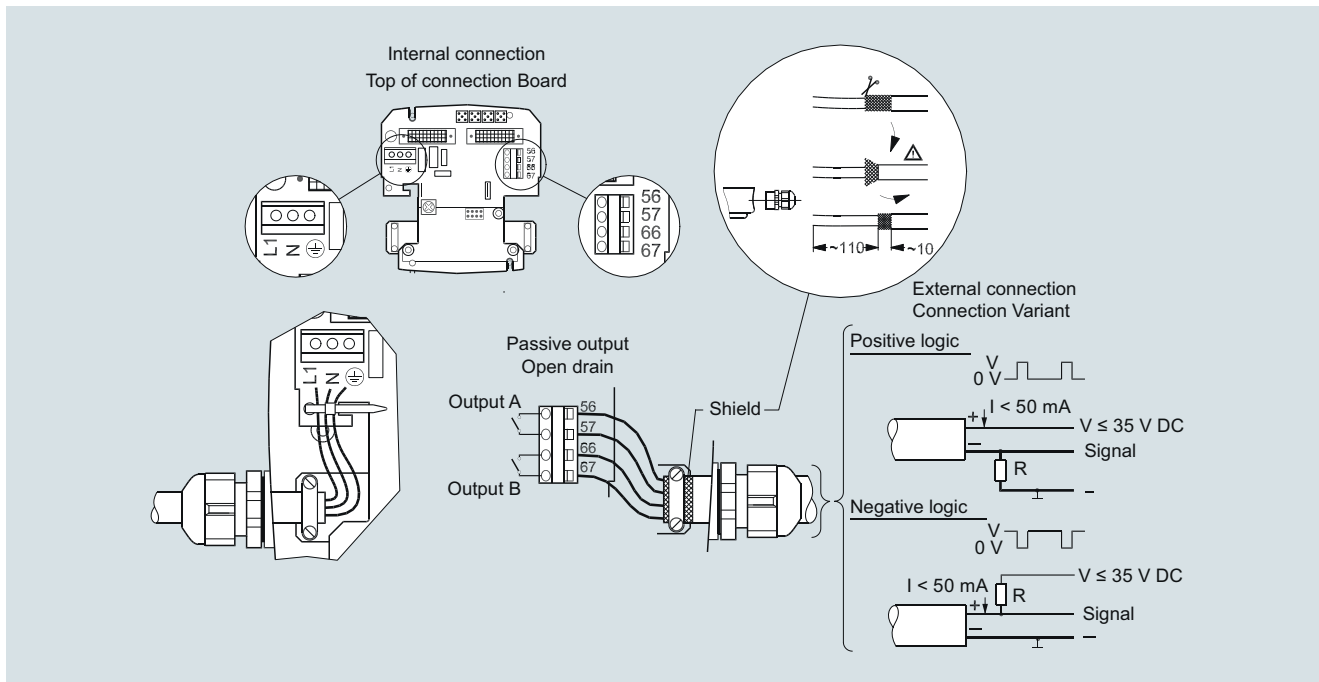 Internal connection
Top of connection Board
56
57
66
67
L1 N
L1
N
56
57
66
67
~110
~10
External connection
Connection Variant
Passive output
Open drain
Output A
Output B
56
57
66
67
L1 N
Shield
Positive logic
V
0 V
+ I < 50 mA
V ≤ 35 V DC
–
Signal
R
–
Negative logic
V
0 V
V ≤ 35 V DC
I < 50 mA
R
+
Signal
–
–